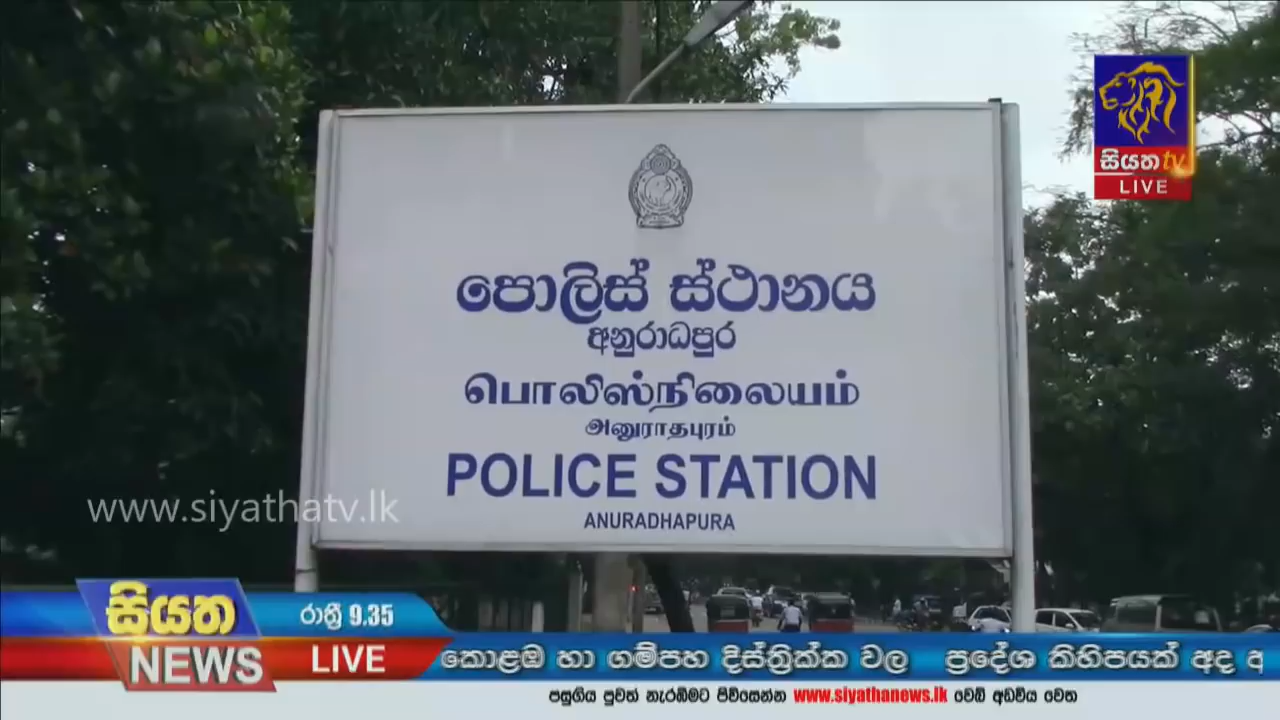 සියත tv
LIVE
පොලිස් ස්ථානය
අනුරාධපුර
பொலிஸ்நிலையம்
அனுராதபுரம்
POLICE STATION
ANURADHAPURA
www.siyathatv.lk
සියත
NEWS
රාත්‍රී 9.35
LIVE
කොළඹ හා ගම්පහ දිස්ත්‍රික්ක වල ප්‍රදේශ කිහිපයක් අද
පසුගිය පුවත් නැරඹීමට පිවිසෙන්න www.siyathanews.lk වෙබ් අඩවිය වෙත